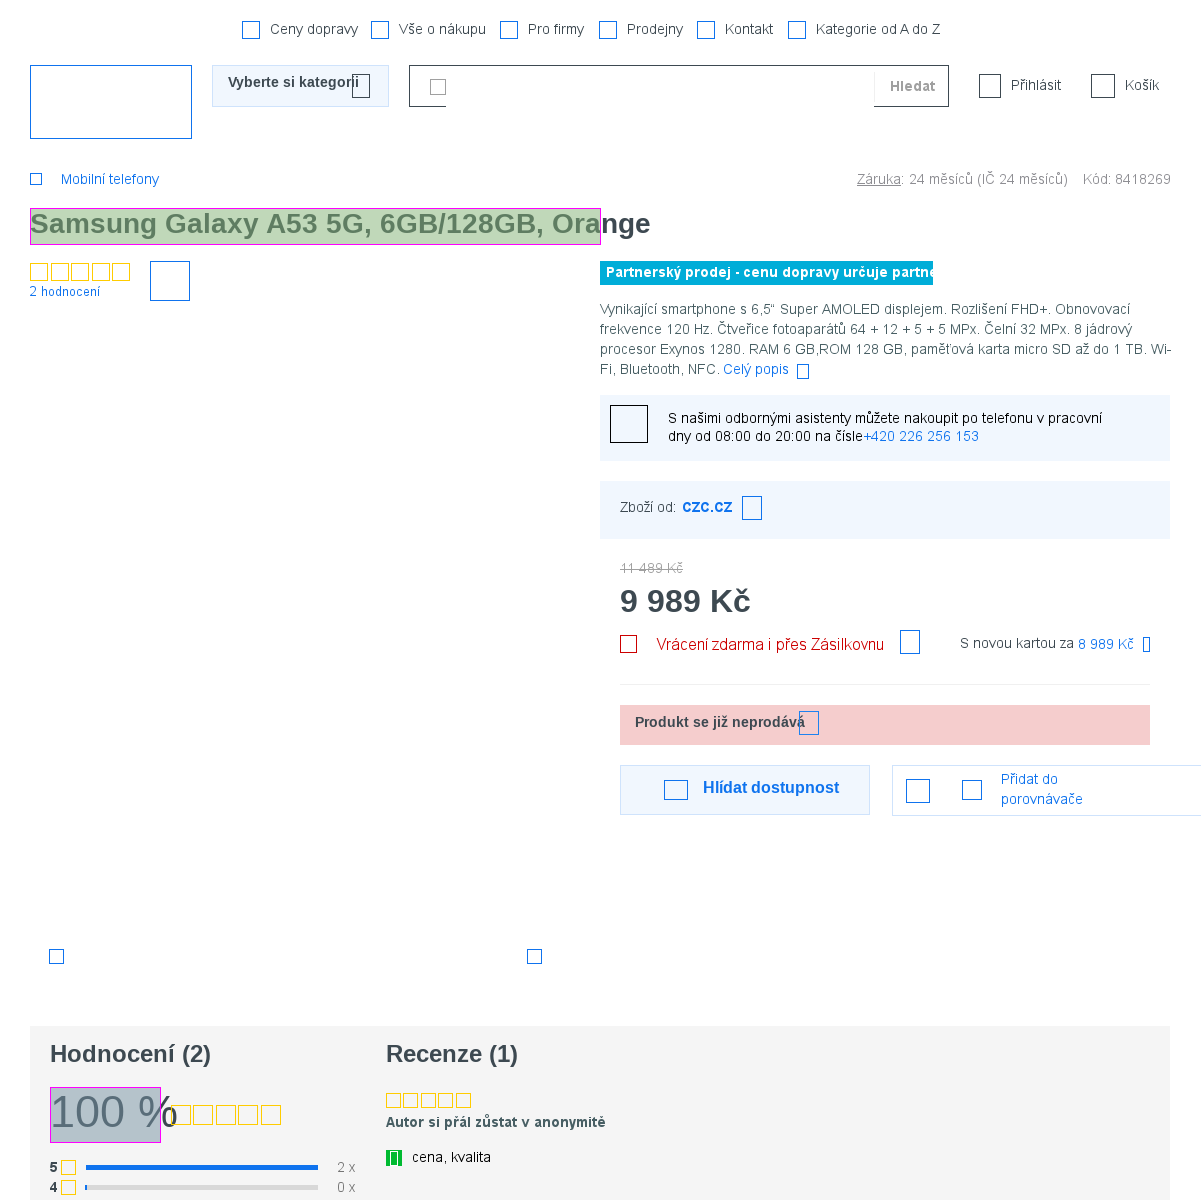 Ceny dopravy Vše o nákupu Pro firmy Prodejny Kontakt Kategorie od A do Z
Vyberte si kategorii Hledat Přihlásit Košík
Mobilní telefony Záruka: 24 měsíců (IČ 24 měsíců) Kód: 8418269
Samsung Galaxy A53 5G, 6GB/128GB, Orange
2 hodnocení
Partnerský prodej - cenu dopravy určuje partne
Vynikající smartphone s 6,5“ Super AMOLED displejem. Rozlišení FHD+. Obnovovací
frekvence 120 Hz. Čtveřice fotoaparátů 64 + 12 + 5 + 5 MPx. Čelní 32 MPx. 8 jádrový
procesor Exynos 1280. RAM 6 GB,ROM 128 GB, paměťová karta micro SD až do 1 TB. Wi-
Fi, Bluetooth, NFC. Celý popis
S našimi odbornými asistenty můžete nakoupit po telefonu v pracovní
dny od 08:00 do 20:00 na čísle+420 226 256 153
Zboží od: CZC.CZ
11 489 Kč
9 989 Kč
Vrácení zdarma i přes Zásilkovnu S novou kartou za 8 989 Kč
Produkt se již neprodává
Hlídat dostupnost
Přidat do
porovnávače
Hodnocení (2)
100 %
5 2 x
4 0 x
Recenze (1)
Autor si přál zůstat v anonymitě
cena, kvalita